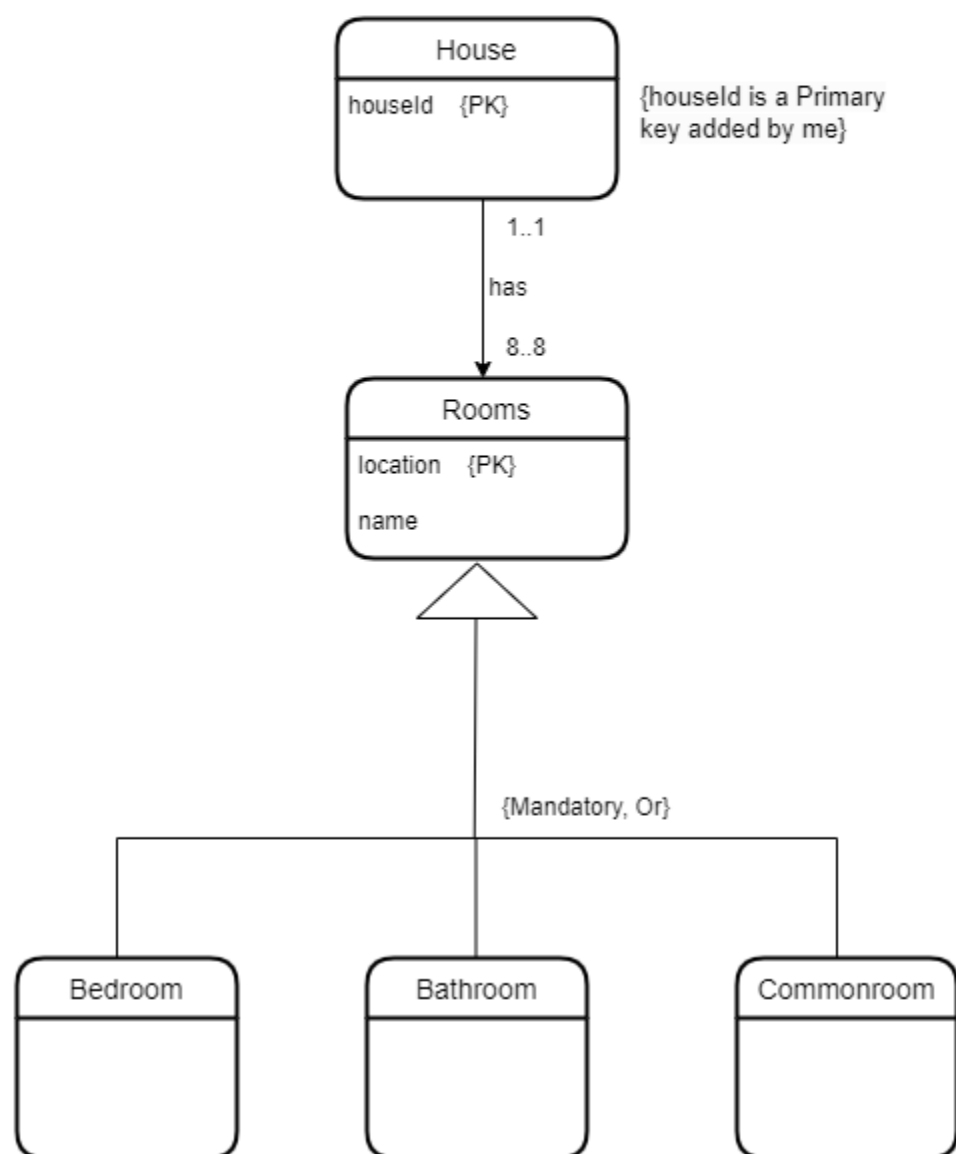 House
houseId {PK}
{houseId is a Primary
key added by me}
1..1
has
8..8
Rooms
location {PK}
name
{Mandatory, Or}
Bedroom
Bathroom
Commonroom